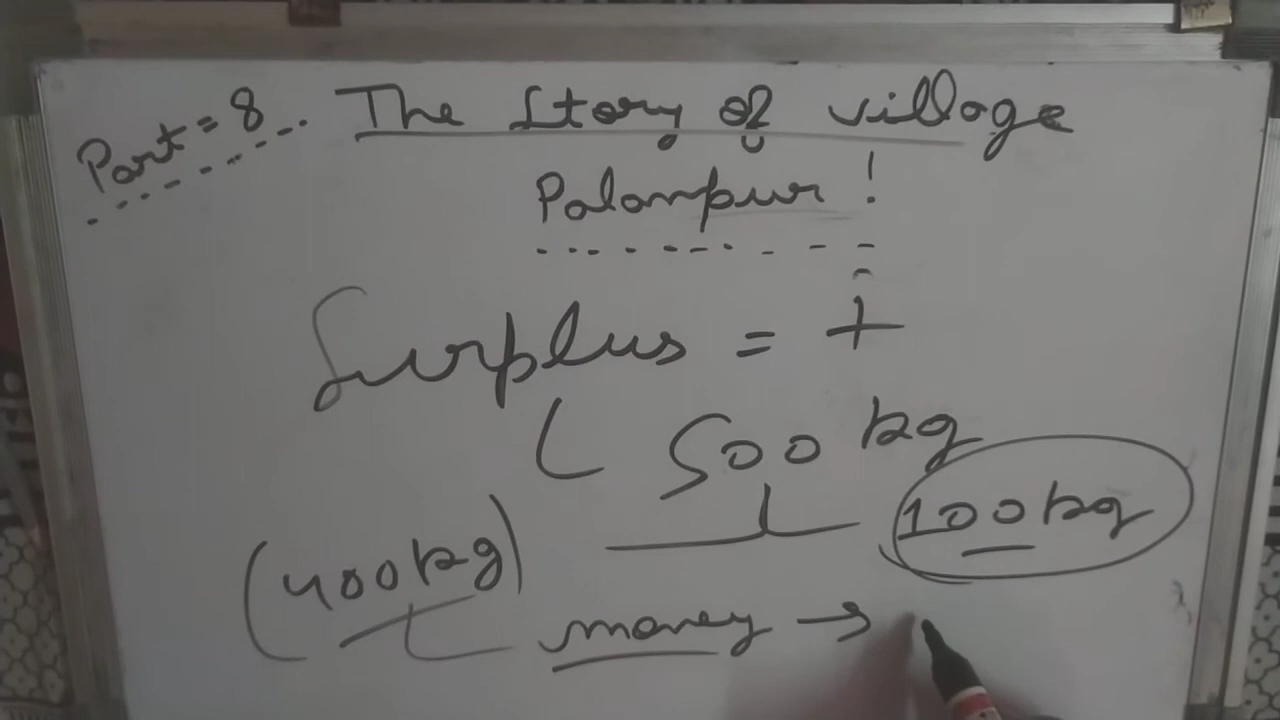 Part = 8
The Story of village
Palampur !
Surplus = +
( 500 kg
100 kg
(400 kg)
money →